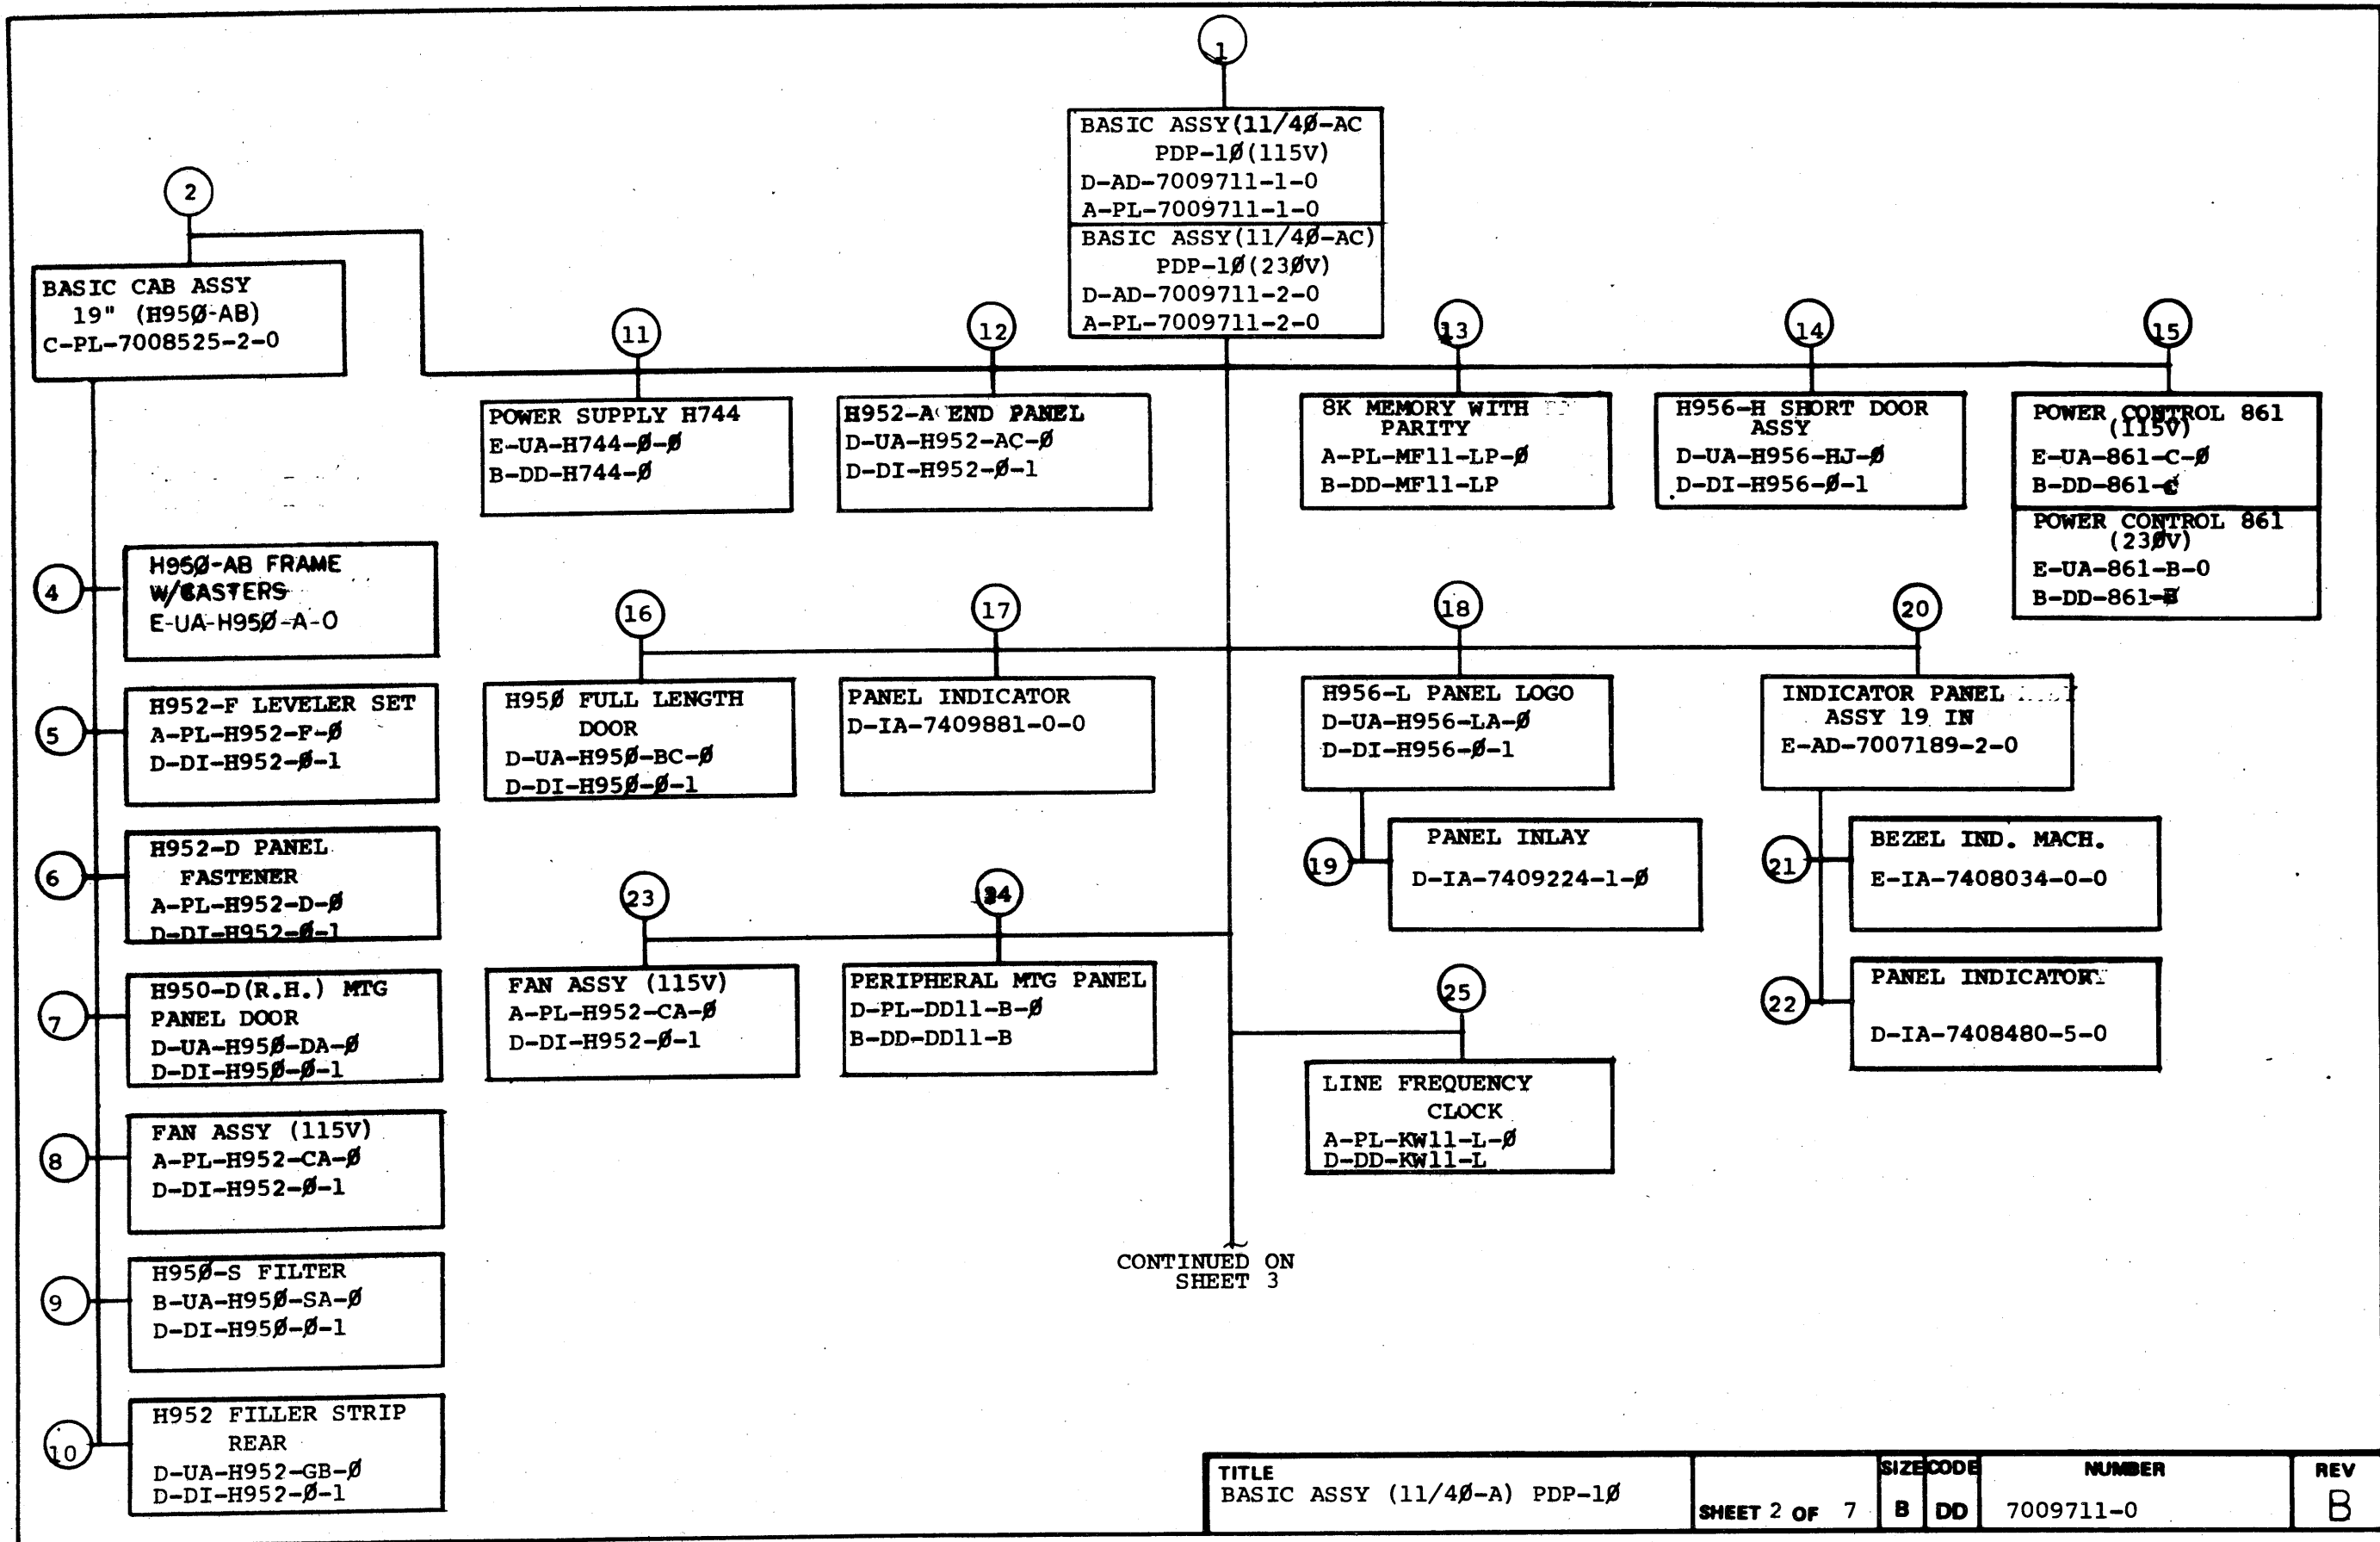 1
BASIC ASSY(11/4Ø-AC
PDP-1Ø(115V)
D-AD-7009711-1-0
A-PL-7009711-1-0
BASIC ASSY(11/4Ø-AC)
PDP-1Ø(23ØV)
D-AD-7009711-2-0
A-PL-7009711-2-0
2
BASIC CAB ASSY
19" (H95Ø-AB)
C-PL-7008525-2-0
11
POWER SUPPLY H744
E-UA-H744-Ø-Ø
B-DD-H744-Ø
12
H952-A END PANEL
D-UA-H952-AC-Ø
D-DI-H952-Ø-1
13
8K MEMORY WITH
PARITY
A-PL-MF11-LP-Ø
B-DD-MF11-LP
14
H956-H SHORT DOOR
ASSY
D-UA-H956-HJ-Ø
D-DI-H956-Ø-1
15
POWER CONTROL 861
(115V)
E-UA-861-C-Ø
B-DD-861-C
POWER CONTROL 861
(23ØV)
E-UA-861-B-0
B-DD-861-B
4
H95Ø-AB FRAME
W/CASTERS
E-UA-H95Ø-A-0
5
H952-F LEVELER SET
A-PL-H952-F-Ø
D-DI-H952-Ø-1
6
H952-D PANEL
FASTENER
A-PL-H952-D-Ø
D-DI-H952-Ø-1
7
H950-D(R.H.) MTG
PANEL DOOR
D-UA-H95Ø-DA-Ø
D-DI-H95Ø-Ø-1
8
FAN ASSY (115V)
A-PL-H952-CA-Ø
D-DI-H952-Ø-1
9
H95Ø-S FILTER
B-UA-H95Ø-SA-Ø
D-DI-H95Ø-Ø-1
10
H952 FILLER STRIP
REAR
D-UA-H952-GB-Ø
D-DI-H952-Ø-1
16
H95Ø FULL LENGTH
DOOR
D-UA-H95Ø-BC-Ø
D-DI-H95Ø-Ø-1
17
PANEL INDICATOR
D-IA-7409881-0-0
18
H956-L PANEL LOGO
D-UA-H956-LA-Ø
D-DI-H956-Ø-1
19
PANEL INLAY
D-IA-7409224-1-Ø
20
INDICATOR PANEL
ASSY 19 IN
E-AD-7007189-2-0
21
BEZEL IND. MACH.
E-IA-7408034-0-0
22
PANEL INDICATOR
D-IA-7408480-5-0
23
FAN ASSY (115V)
A-PL-H952-CA-Ø
D-DI-H952-Ø-1
24
PERIPHERAL MTG PANEL
D-PL-DD11-B-Ø
B-DD-DD11-B
25
LINE FREQUENCY
CLOCK
A-PL-KW11-L-Ø
D-DD-KW11-L
CONTINUED ON
SHEET 3
TITLE
BASIC ASSY (11/4Ø-A) PDP-1Ø
SHEET 2 OF 7
SIZE
B
CODE
DD
NUMBER
7009711-0
REV
B